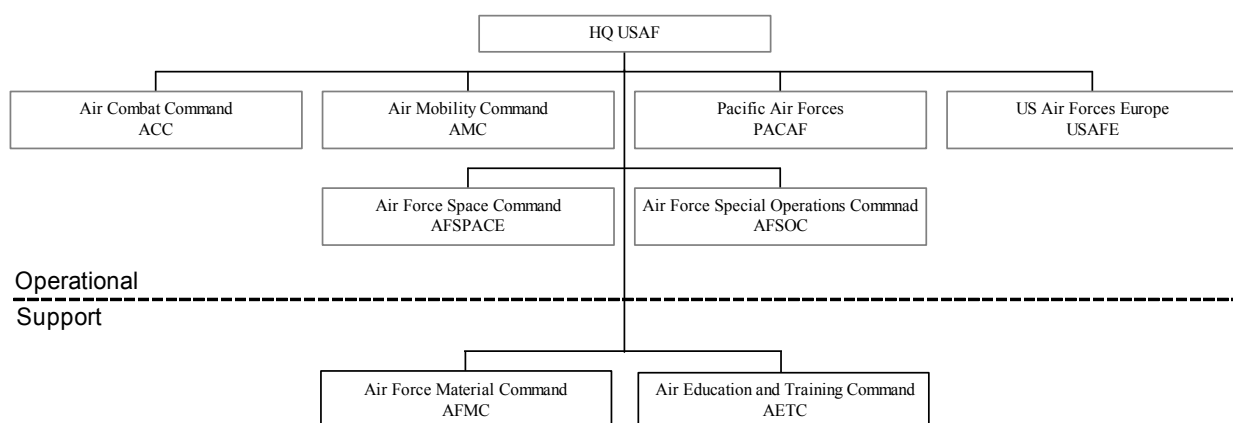 HQ USAF
Air Combat Command
ACC
Air Mobility Command
AMC
Pacific Air Forces
PACAF
US Air Forces Europe
USAFE
Air Force Space Command
AFSPACE
Air Force Special Operations Commnad
AFSOC
Operational
Support
Air Force Material Command
AFMC
Air Education and Training Command
AETC